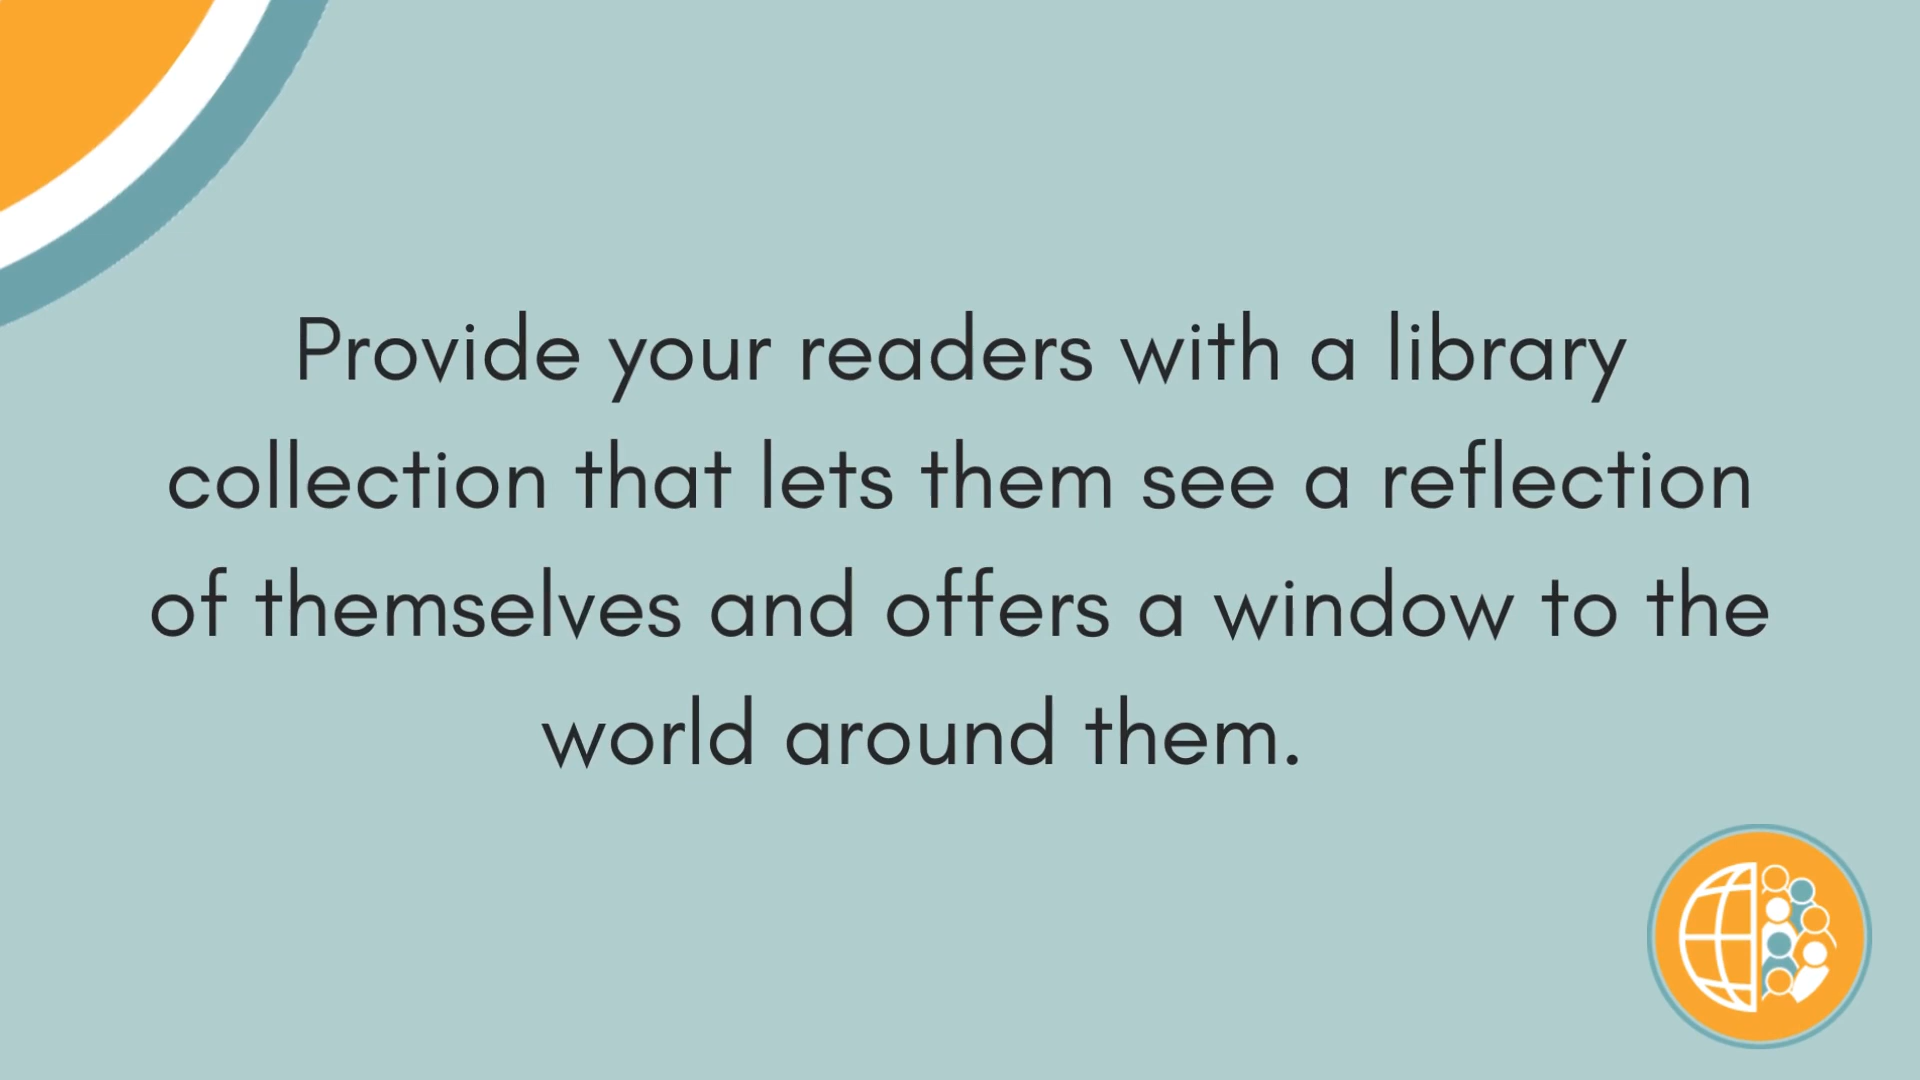 Provide your readers with a library
collection that lets them see a reflection
of themselves and offers a window to the
world around them.